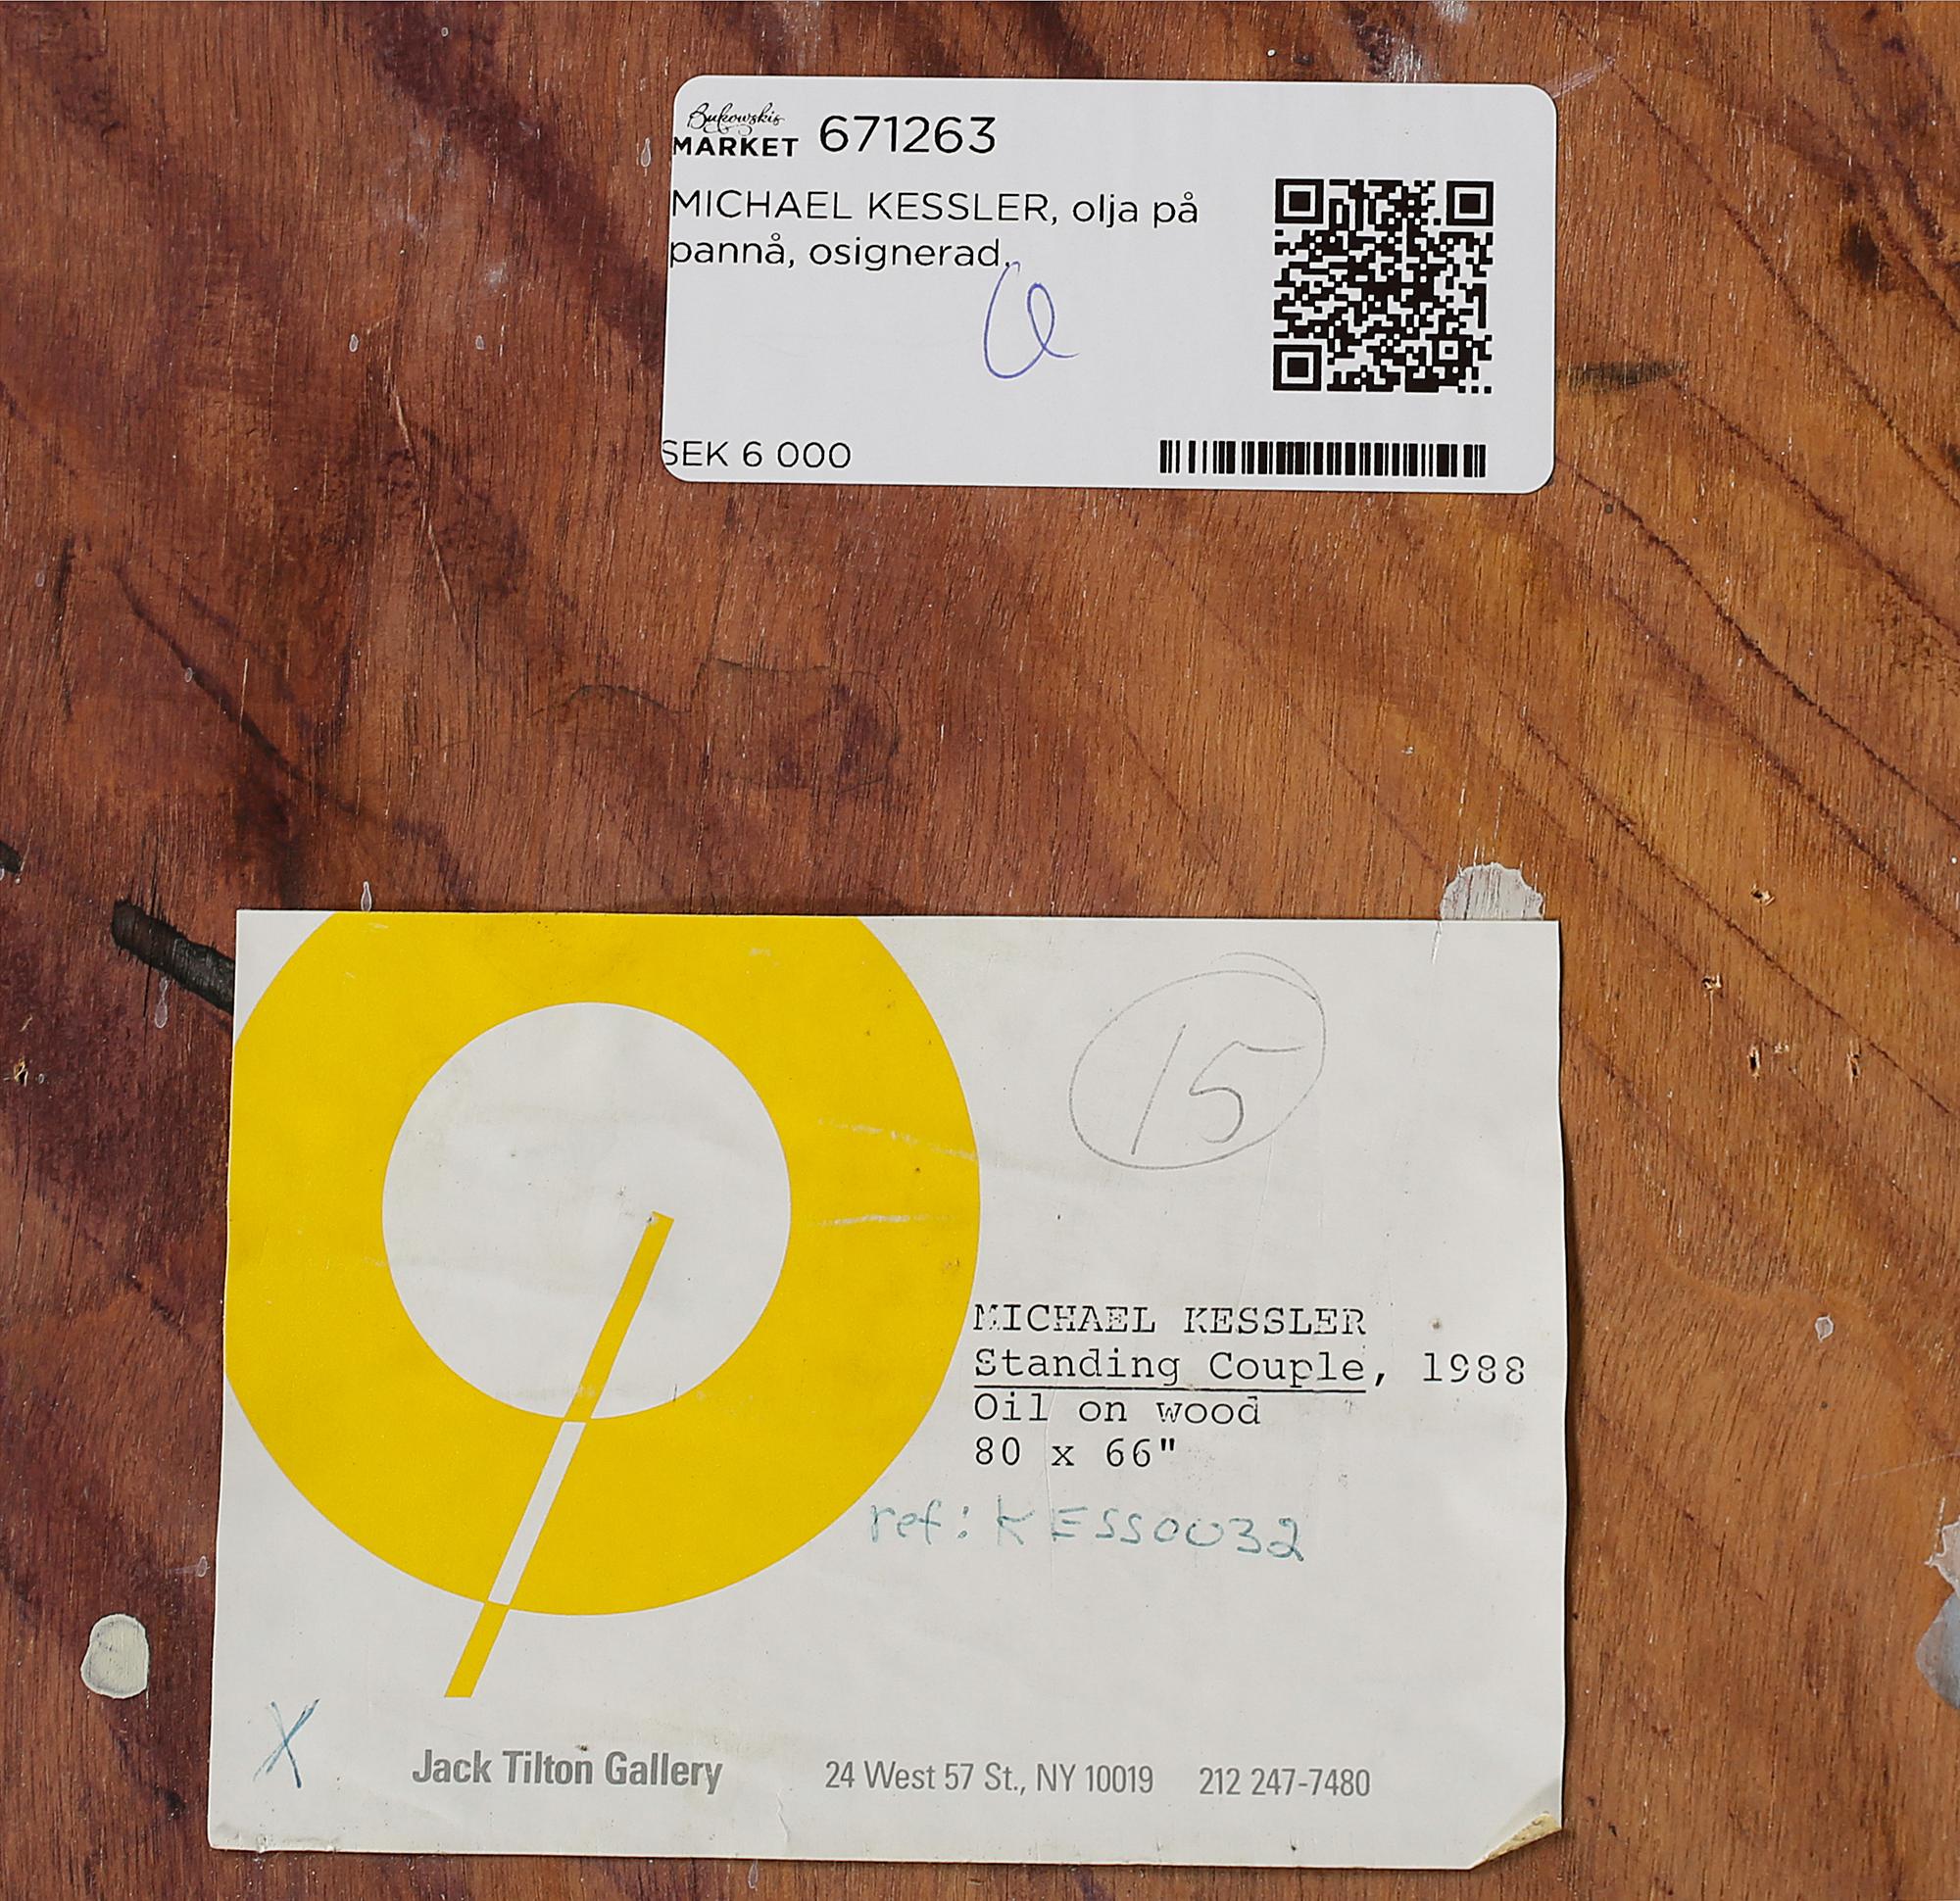 Bukowskis
MARKET 671263
MICHAEL KESSLER, olja på
pannå, osignerad.
SEK 6 000
15
MICHAEL KESSLER
Standing Couple, 1988
Oil on wood
80 x 66"
ref: KESS0032
X
Jack Tilton Gallery 24 West 57 St., NY 10019 212 247-7480